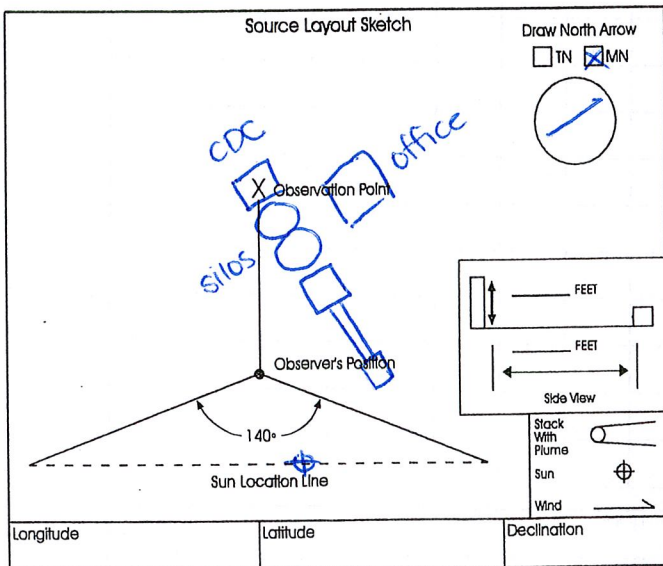 Source Layout Sketch
Draw North Arrow
TN MN
CDC
office
X Observation Point
silos
FEET
Observer's Position
FEET
Side View
140°
Stack
With
Plume
Sun
Sun Location Line
Wind
Longitude
Latitude
Declination